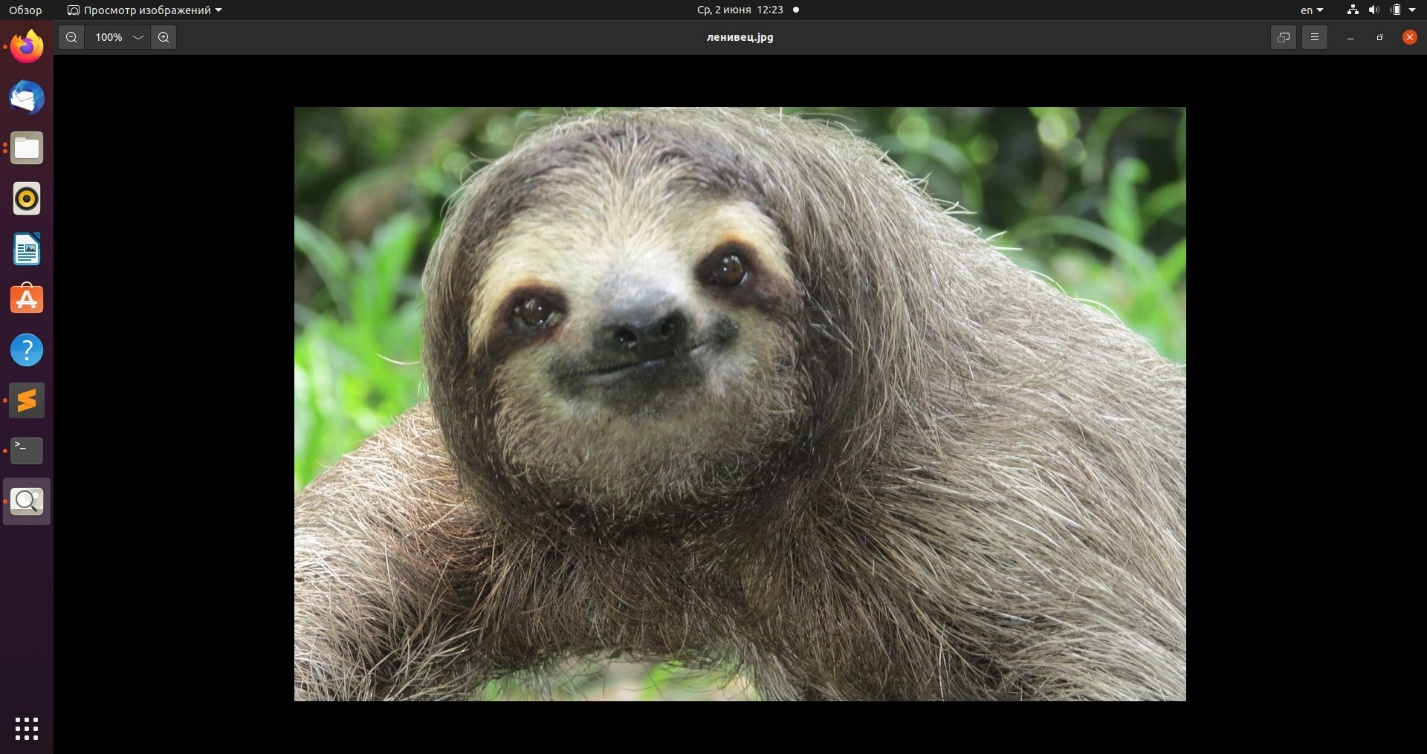 Обзор
Просмотр изображений
Ср, 2 июня 12:23
en
100%
ленивец.jpg